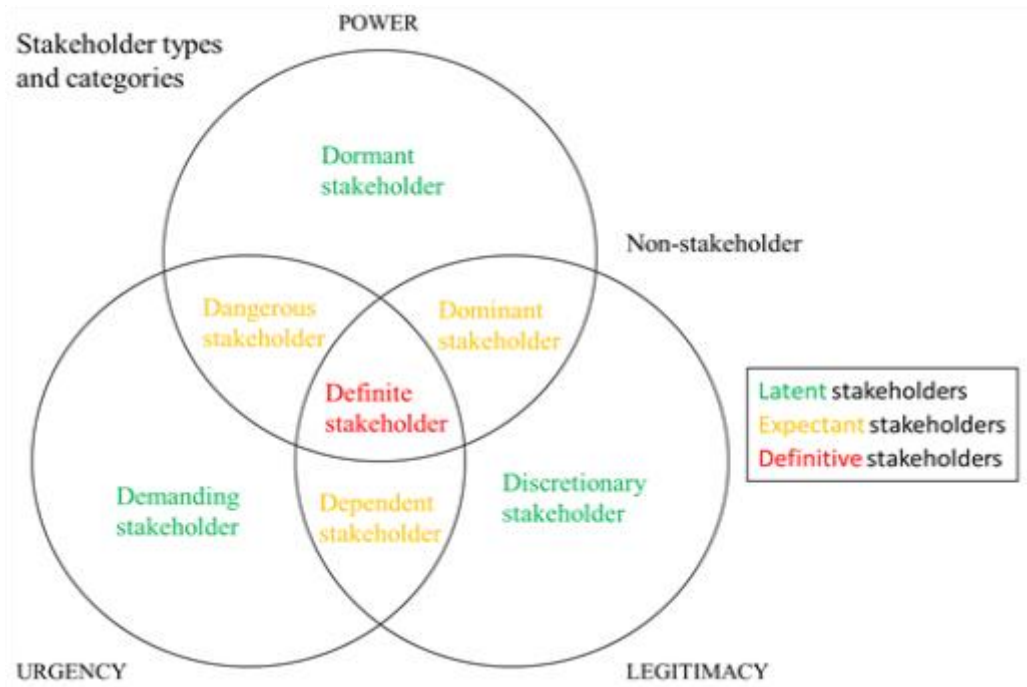 POWER
Stakeholder types
and categories
Dormant
stakeholder
Non-stakeholder
Dangerous
stakeholder
Dominant
stakeholder
Definite
stakeholder
Latent stakeholders
Expectant stakeholders
Definitive stakeholders
Demanding
stakeholder
Dependent
stakeholder
Discretionary
stakeholder
URGENCY
LEGITIMACY